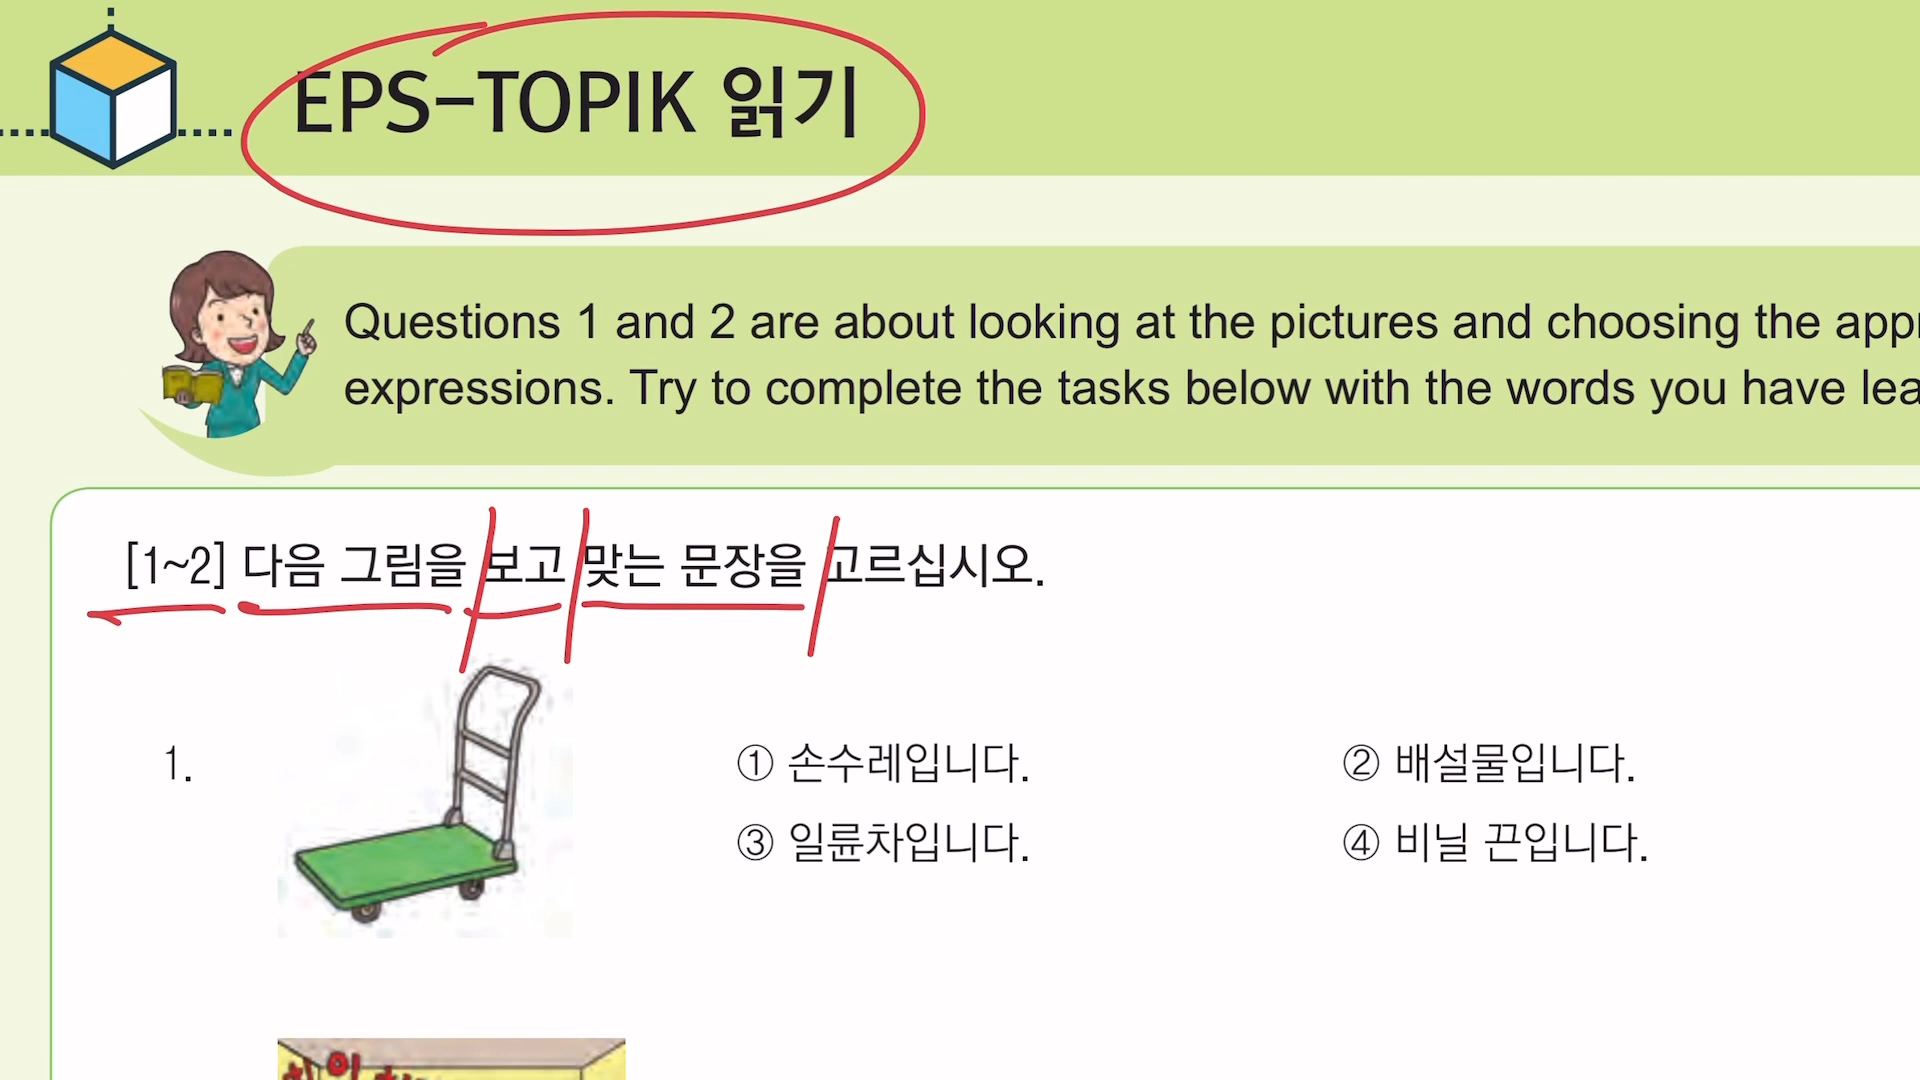 EPS-TOPIK 읽기
Questions 1 and 2 are about looking at the pictures and choosing the
expressions. Try to complete the tasks below with the words you have
[1~2] 다음 그림을 보고 맞는 문장을 고르십시오.
1.
① 손수레입니다.
② 배설물입니다.
③ 일륜차입니다.
④ 비닐 끈입니다.